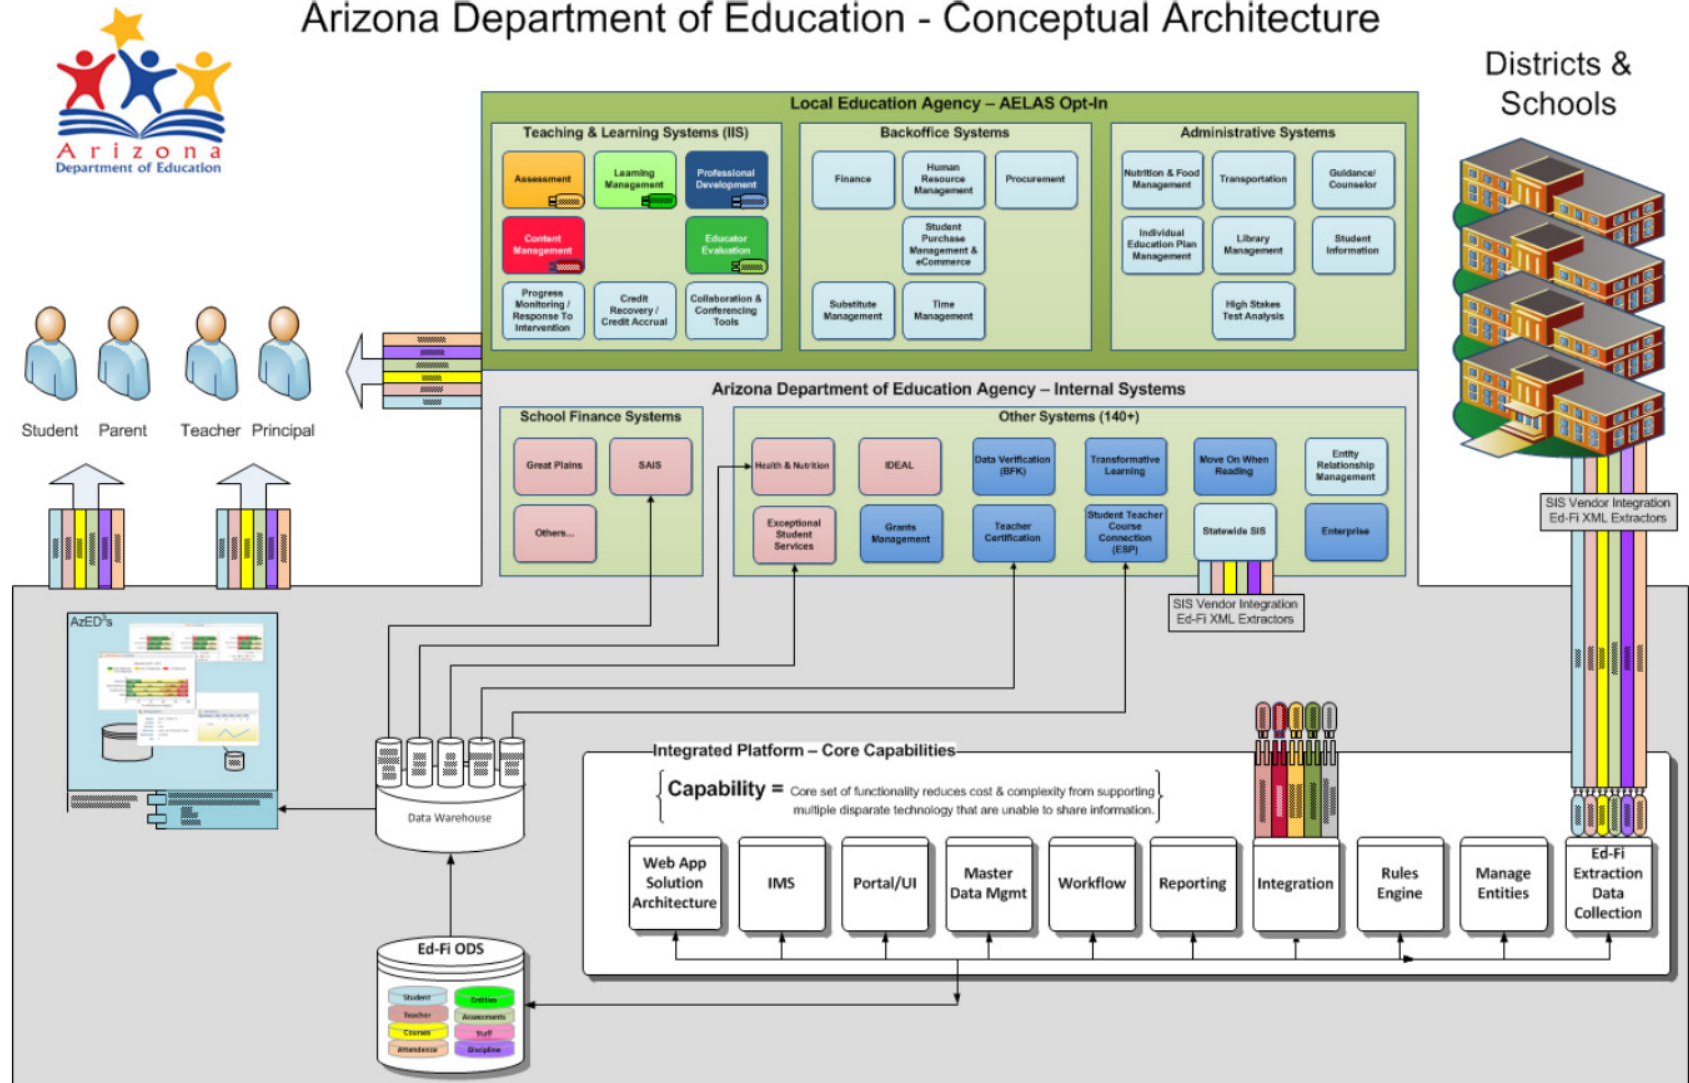 Arizona Department of Education - Conceptual Architecture
Arizona
Department of Education
Districts &
Schools
Local Education Agency – AELAS Opt-In
Teaching & Learning Systems (IIS)
Assessment
Learning
Management
Professional
Development
Content
Management
Educator
Evaluation
Progress
Monitoring /
Response To
Intervention
Credit
Recovery /
Credit Accrual
Collaboration &
Conferencing
Tools
Backoffice Systems
Finance
Human
Resource
Management
Procurement
Student
Purchase
Management &
eCommerce
Substitute
Management
Time
Management
Administrative Systems
Nutrition & Food
Management
Transportation
Guidance/
Counselor
Individual
Education Plan
Management
Library
Management
Student
Information
High Stakes
Test Analysis
Student
Parent
Teacher
Principal
Arizona Department of Education Agency – Internal Systems
School Finance Systems
Great Plains
SAIS
Others...
Other Systems (140+)
Health & Nutrition
IDEAL
Data Verification
(BFK)
Transformative
Learning
Move On When
Reading
Entity
Relationship
Management
Exceptional
Student
Services
Grants
Management
Teacher
Certification
Student Teacher
Course
Connection
(ESP)
Statewide SIS
Enterprise
SIS Vendor Integration
Ed-Fi XML Extractors
SIS Vendor Integration
Ed-Fi XML Extractors
AzED³s
Data Warehouse
Integrated Platform – Core Capabilities
Capability = Core set of functionality reduces cost & complexity from supporting
multiple disparate technology that are unable to share information.
Web App
Solution
Architecture
IMS
Portal/UI
Master
Data Mgmt
Workflow
Reporting
Integration
Rules
Engine
Manage
Entities
Ed-Fi
Extraction
Data
Collection
Ed-Fi ODS
Student
Entities
Teacher
Assessments
Courses
Staff
Attendance
Discipline